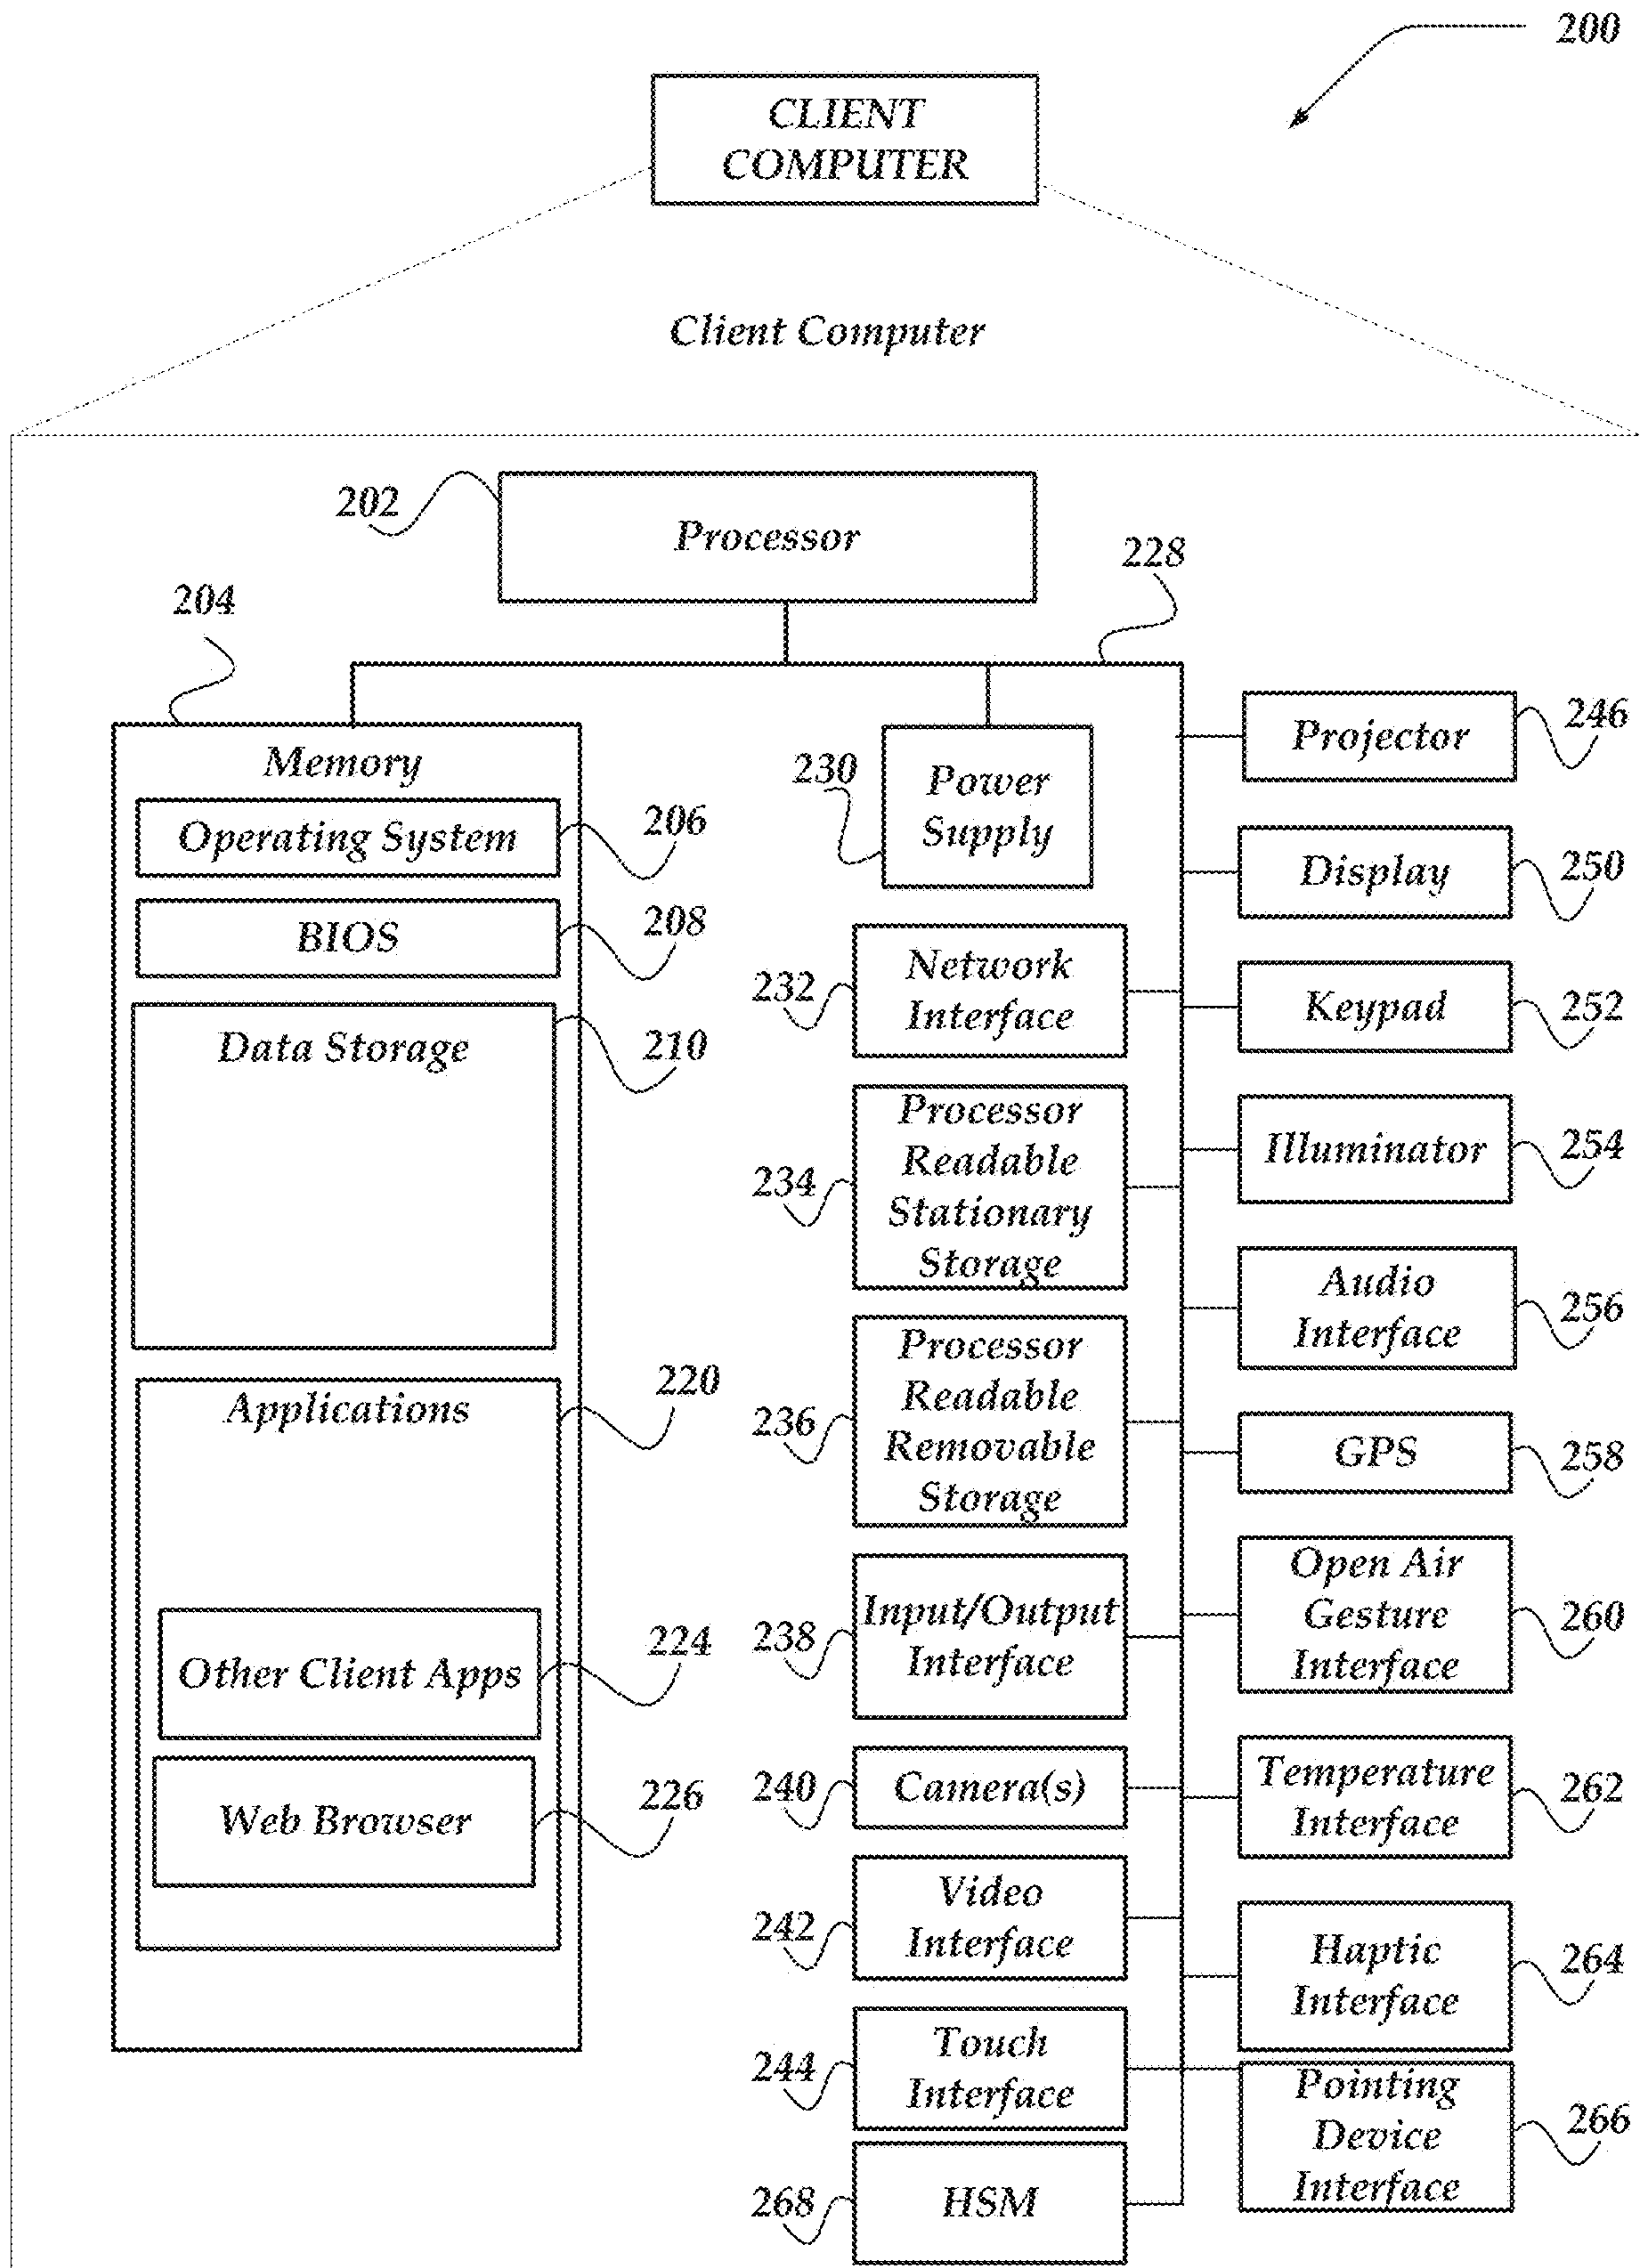 200
CLIENT
COMPUTER
Client Computer
202
Processor
228
204
Memory
Operating System
206
BIOS
208
Data Storage
210
Applications
220
Other Client Apps
224
Web Browser
226
230
Power
Supply
232
Network
Interface
234
Processor
Readable
Stationary
Storage
236
Processor
Readable
Removable
Storage
238
Input/Output
Interface
240
Camera(s)
242
Video
Interface
244
Touch
Interface
268
HSM
Projector
246
Display
250
Keypad
252
Illuminator
254
Audio
Interface
256
GPS
258
Open Air
Gesture
Interface
260
Temperature
Interface
262
Haptic
Interface
264
Pointing
Device
Interface
266